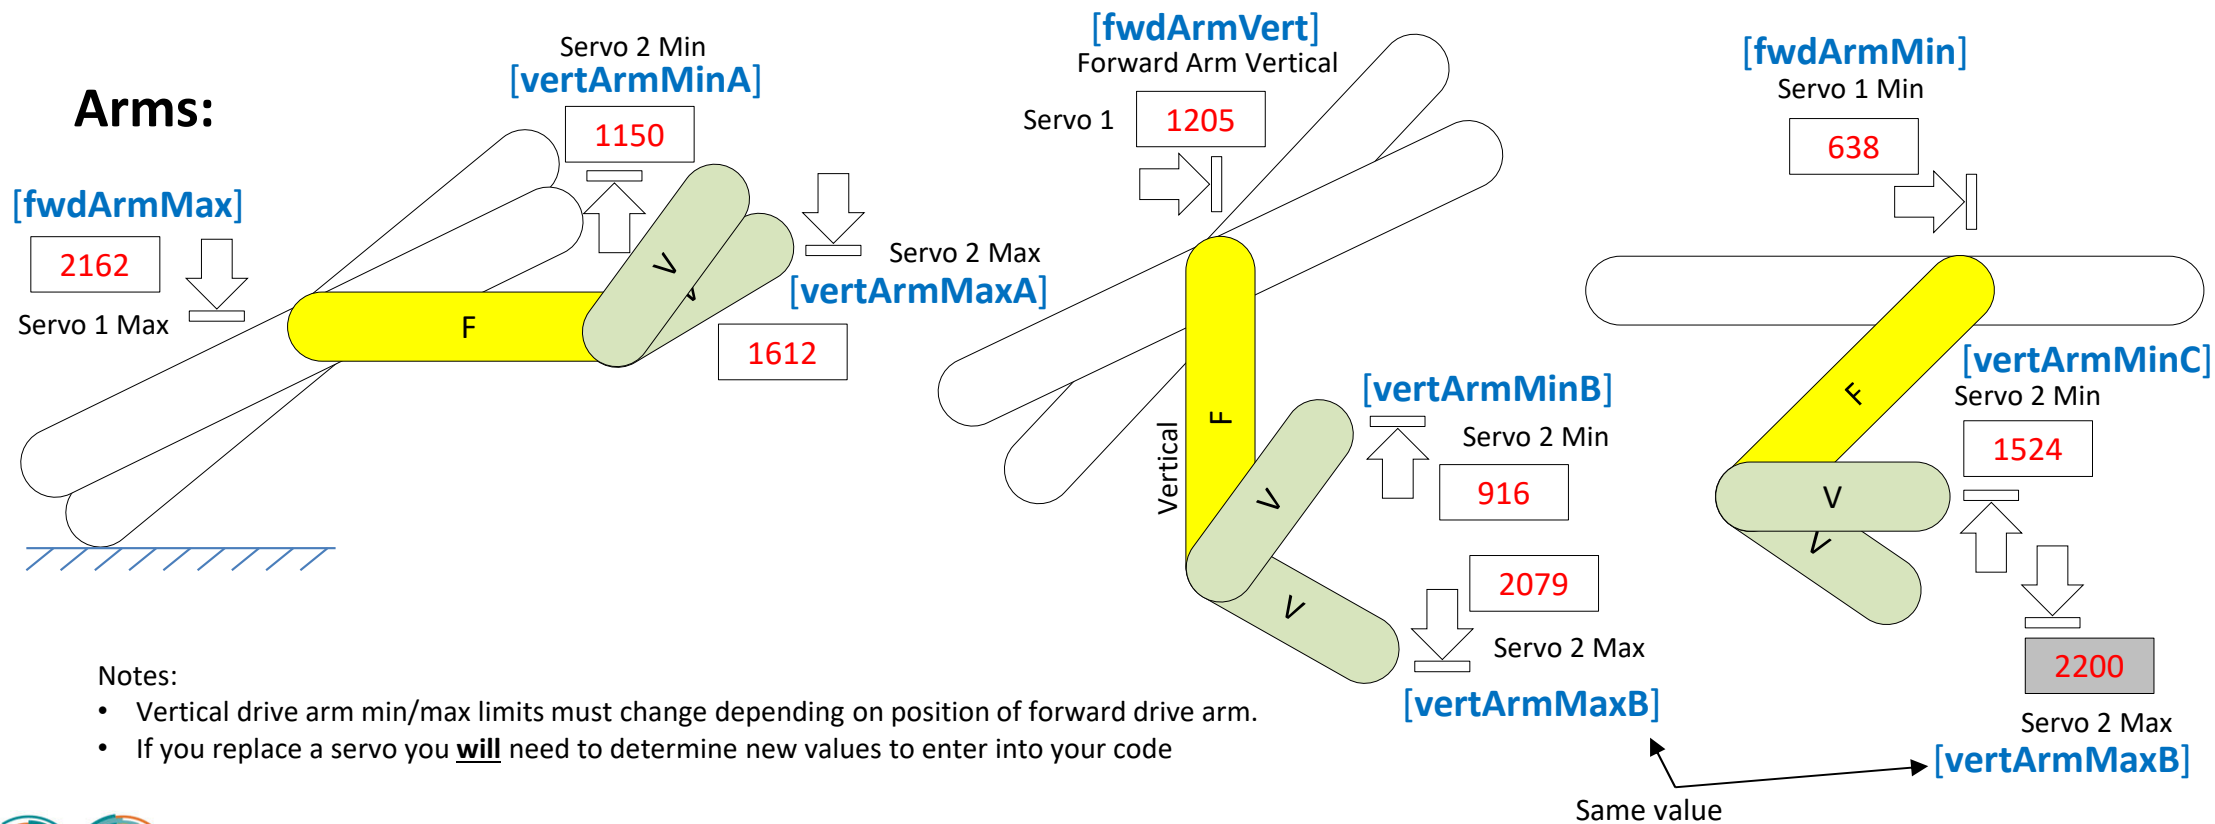 Arms:
[fwdArmMax]
2162
Servo 1 Max
Servo 2 Min
[vertArmMinA]
1150
F
V
V
Servo 2 Max
[vertArmMaxA]
1612
[fwdArmVert]
Forward Arm Vertical
Servo 1
1205
Vertical
F
V
V
[vertArmMinB]
Servo 2 Min
916
2079
Servo 2 Max
[vertArmMaxB]
[fwdArmMin]
Servo 1 Min
638
F
V
V
[vertArmMinC]
Servo 2 Min
1524
2200
Servo 2 Max
[vertArmMaxB]
Same value
Notes:
• Vertical drive arm min/max limits must change depending on position of forward drive arm.
• If you replace a servo you will need to determine new values to enter into your code